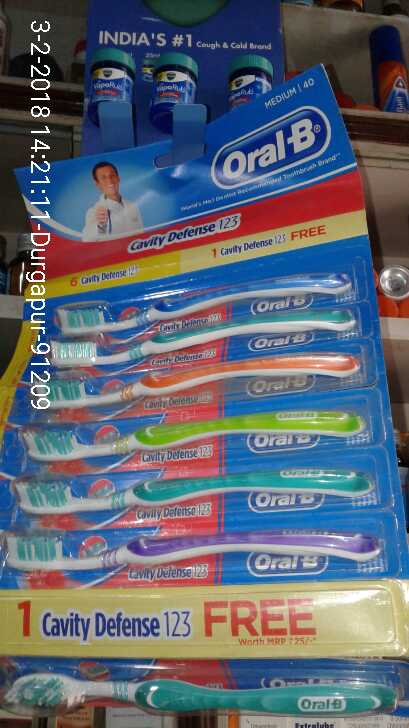 3-2-2018 14:21:11-Durgapur-91209
INDIA'S #1 Cough & Cold Brand
25ml
VapoRub
MEDIUM | 40
Oral-B
World's No.1 Dentist Recommended Toothbrush Brand
Cavity Defense 123
6 Cavity Defense 123
1 Cavity Defense 123 FREE
Oral-B
Cavity Defense 123
Oral-B
Cavity Defense 123
Oral-B
Cavity Defense 123
Oral-B
Oral-B
Cavity Defense 123
Oral-B
Cavity Defense 123
Oral-B
Cavity Defense 123
1 Cavity Defense 123 FREE
Worth MRP ₹25/-*
Oral-B
Extralube